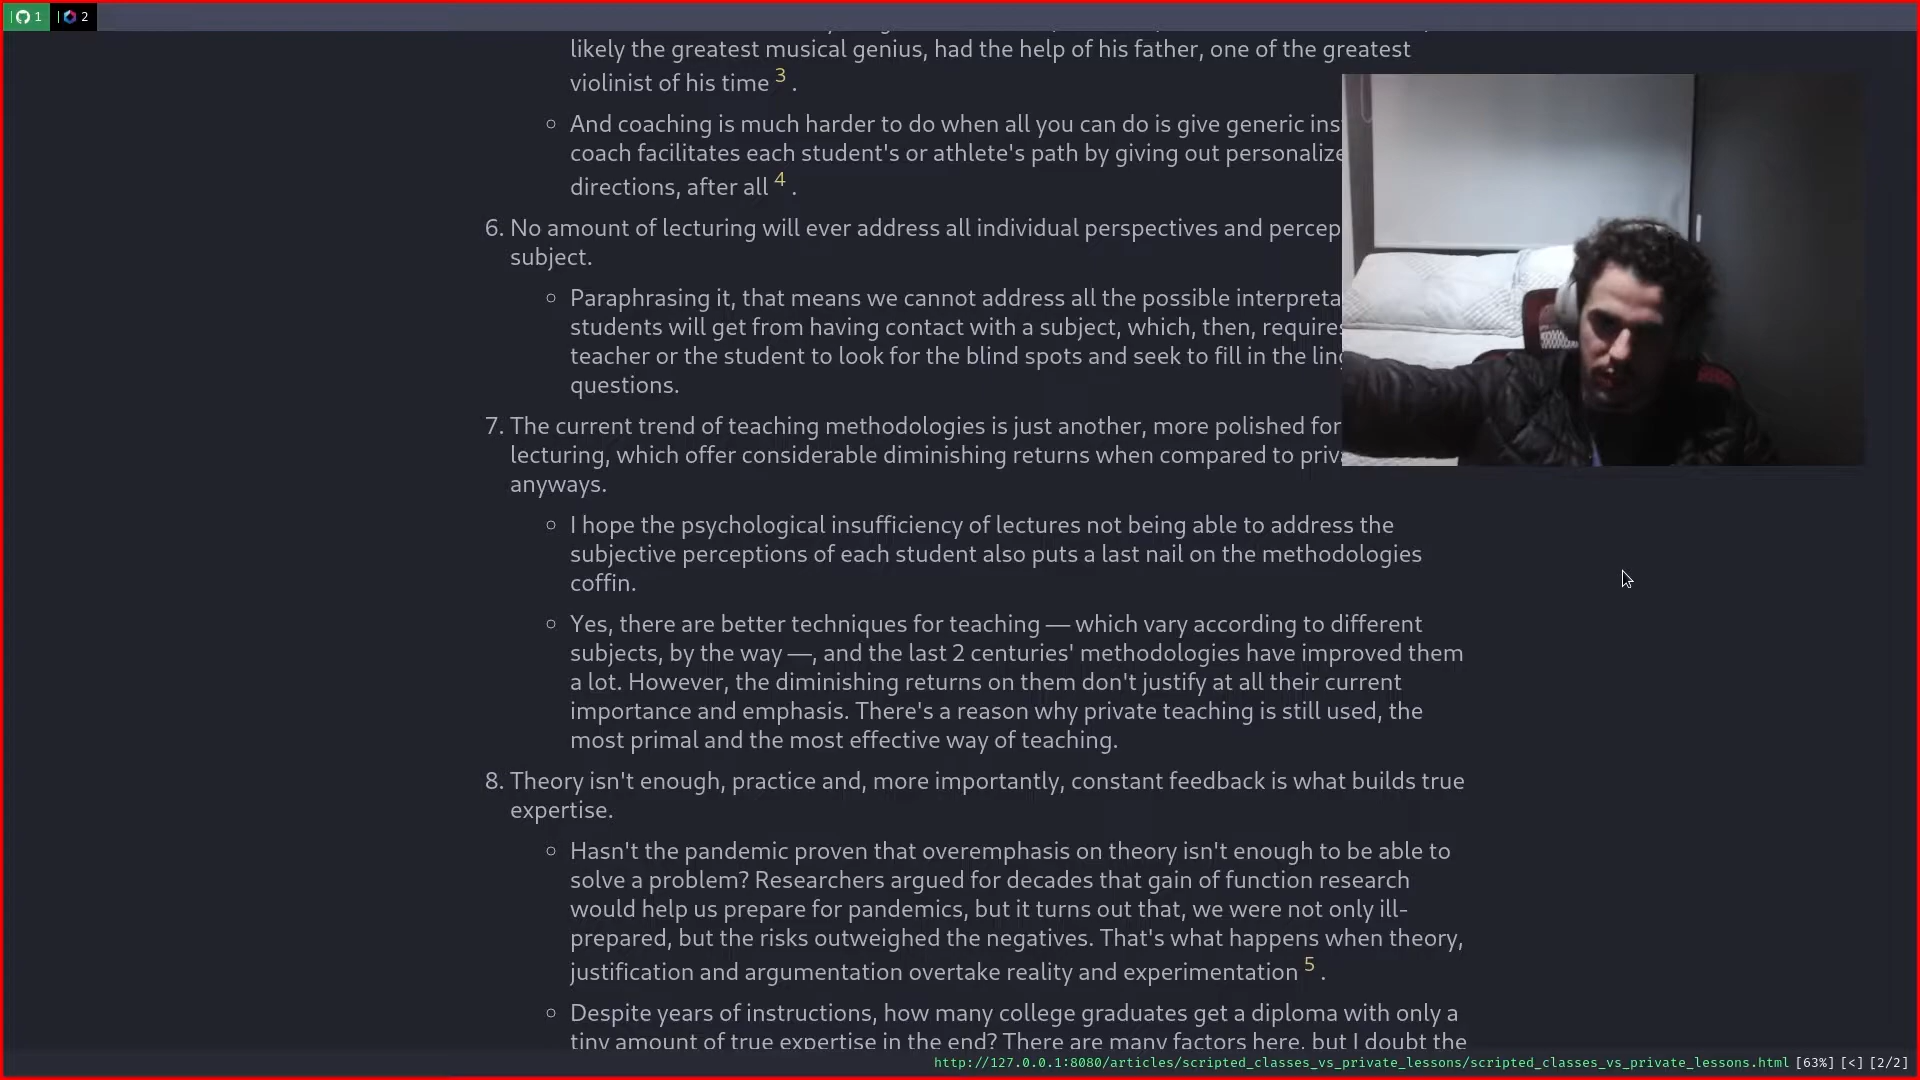 1 2
likely the greatest musical genius, had the help of his father, one of the greatest
violinist of his time 3 .
And coaching is much harder to do when all you can do is give generic
coach facilitates each student's or athlete's path by giving out
directions, after all 4 .
6. No amount of lecturing will ever address all individual perspectives and
subject.
Paraphrasing it, that means we cannot address all the possible
students will get from having contact with a subject, which, then,
teacher or the student to look for the blind spots and seek to fill in the
questions.
7. The current trend of teaching methodologies is just another, more polished
lecturing, which offer considerable diminishing returns when compared to
anyways.
I hope the psychological insufficiency of lectures not being able to address the
subjective perceptions of each student also puts a last nail on the methodologies
coffin.
Yes, there are better techniques for teaching — which vary according to different
subjects, by the way —, and the last 2 centuries' methodologies have improved them
a lot. However, the diminishing returns on them don't justify at all their current
importance and emphasis. There's a reason why private teaching is still used, the
most primal and the most effective way of teaching.
8. Theory isn't enough, practice and, more importantly, constant feedback is what builds true
expertise.
Hasn't the pandemic proven that overemphasis on theory isn't enough to be able to
solve a problem? Researchers argued for decades that gain of function research
would help us prepare for pandemics, but it turns out that, we were not only ill-
prepared, but the risks outweighed the negatives. That's what happens when theory,
justification and argumentation overtake reality and experimentation 5 .
Despite years of instructions, how many college graduates get a diploma with only a
tiny amount of true expertise in the end? There are many factors here, but I doubt the
http://127.0.0.1:8080/articles/scripted_classes_vs_private_lessons/scripted_classes_vs_private_lessons.html [63%] [<] [2/2]